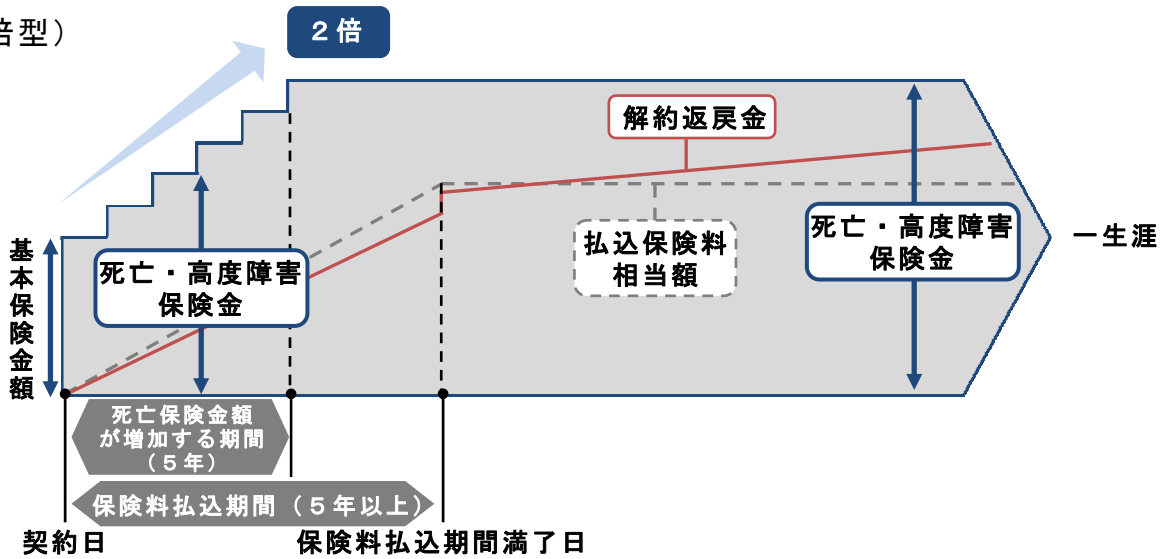 倍型）
２倍
解約返戻金
基本保険金額
死亡・高度障害
保険金
払込保険料
相当額
死亡・高度障害
保険金
一生涯
死亡保険金額
が増加する期間
（５年）
保険料払込期間（５年以上）
契約日
保険料払込期間満了日